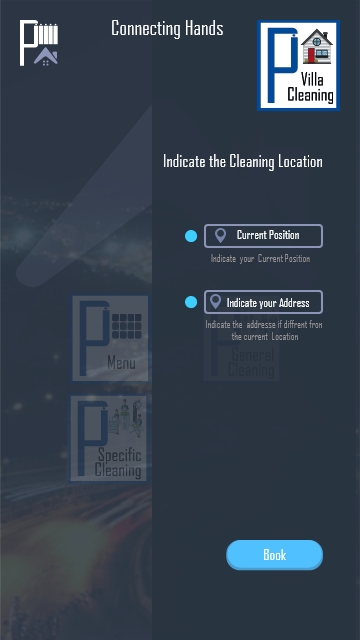 Connecting Hands
P
P
Villa
Cleaning
Indicate the Cleaning Location
Current Position
Indicate your Current Position
Indicate your Address
Indicate the addresse if diffrent fron
the current Location
P
Menu
General
Cleaning
P
Specific
Cleaning
Book